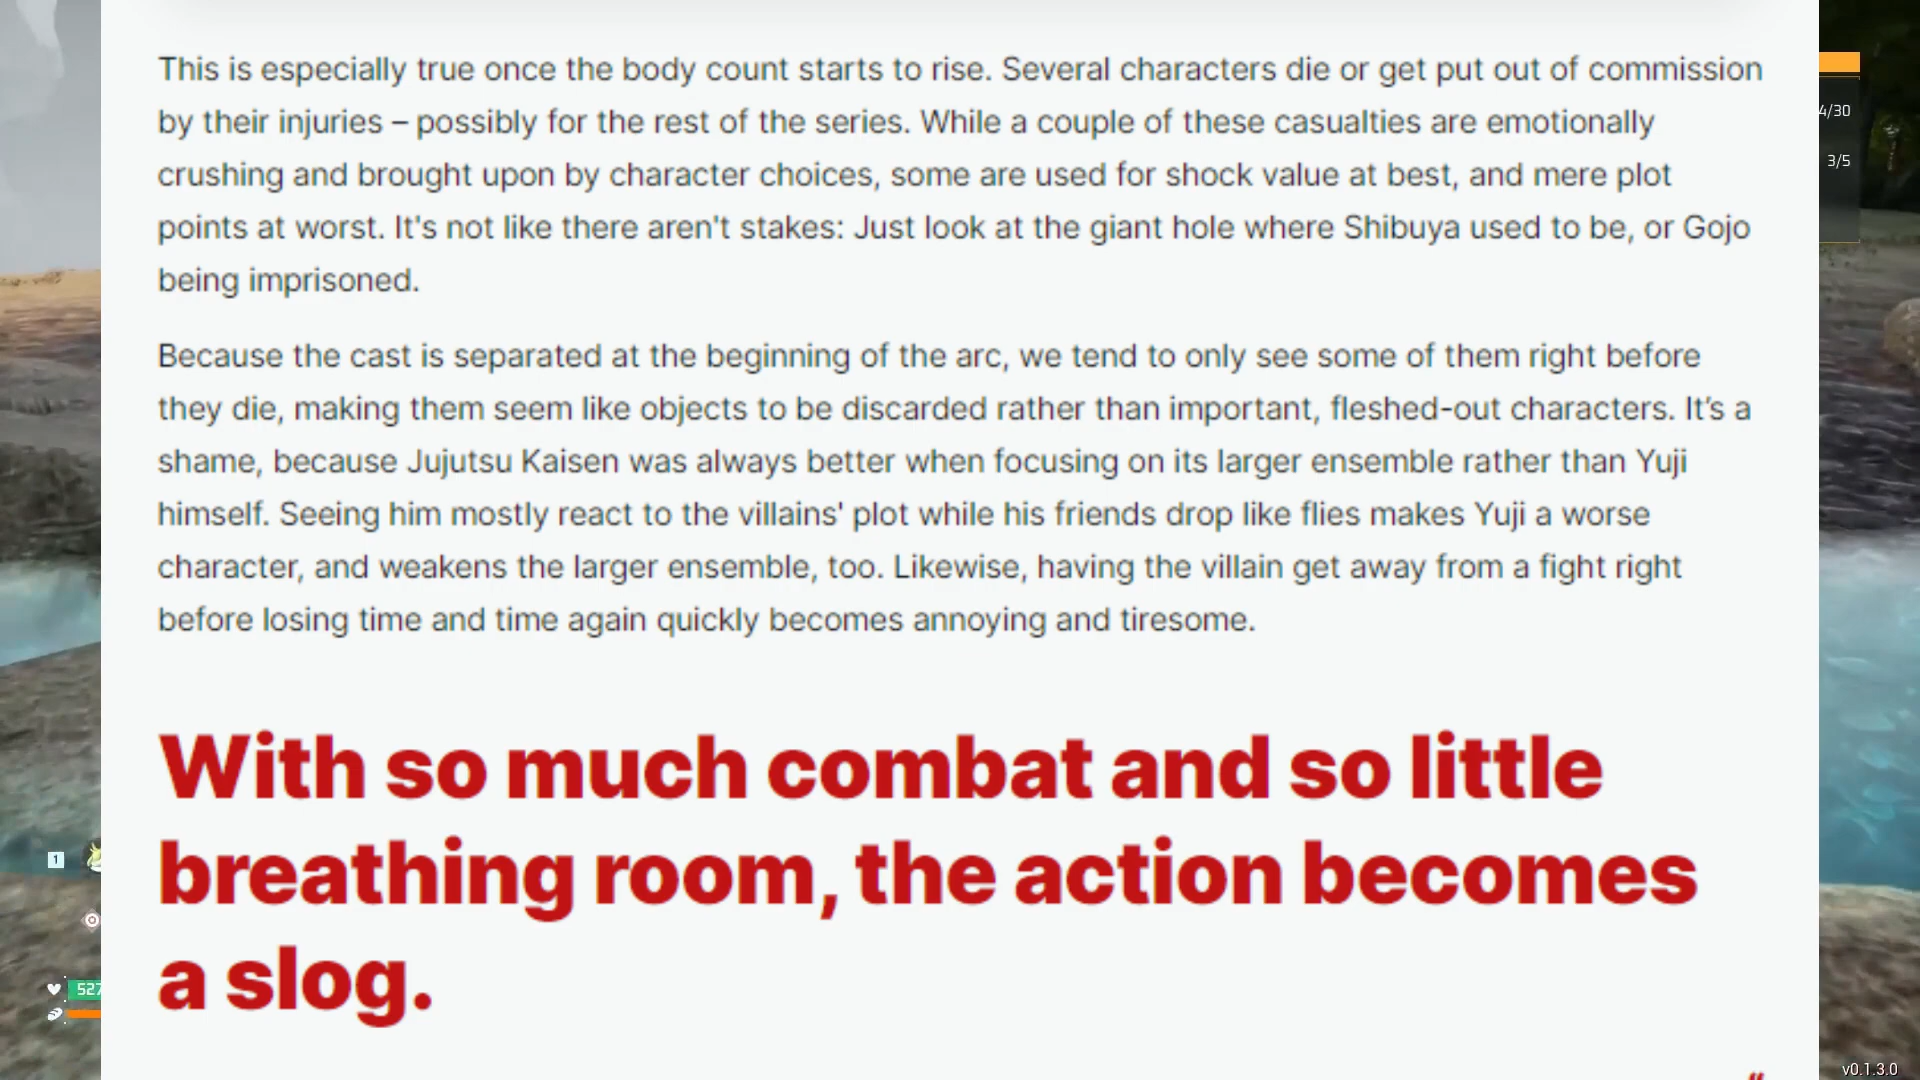 This is especially true once the body count starts to rise. Several characters die or get put out of commission
by their injuries – possibly for the rest of the series. While a couple of these casualties are emotionally
crushing and brought upon by character choices, some are used for shock value at best, and mere plot
points at worst. It's not like there aren't stakes: Just look at the giant hole where Shibuya used to be, or Gojo
being imprisoned.
Because the cast is separated at the beginning of the arc, we tend to only see some of them right before
they die, making them seem like objects to be discarded rather than important, fleshed-out characters. It’s a
shame, because Jujutsu Kaisen was always better when focusing on its larger ensemble rather than Yuji
himself. Seeing him mostly react to the villains' plot while his friends drop like flies makes Yuji a worse
character, and weakens the larger ensemble, too. Likewise, having the villain get away from a fight right
before losing time and time again quickly becomes annoying and tiresome.
With so much combat and so little
breathing room, the action becomes
a slog.
4/30
3/5
1
527
v0.1.3.0